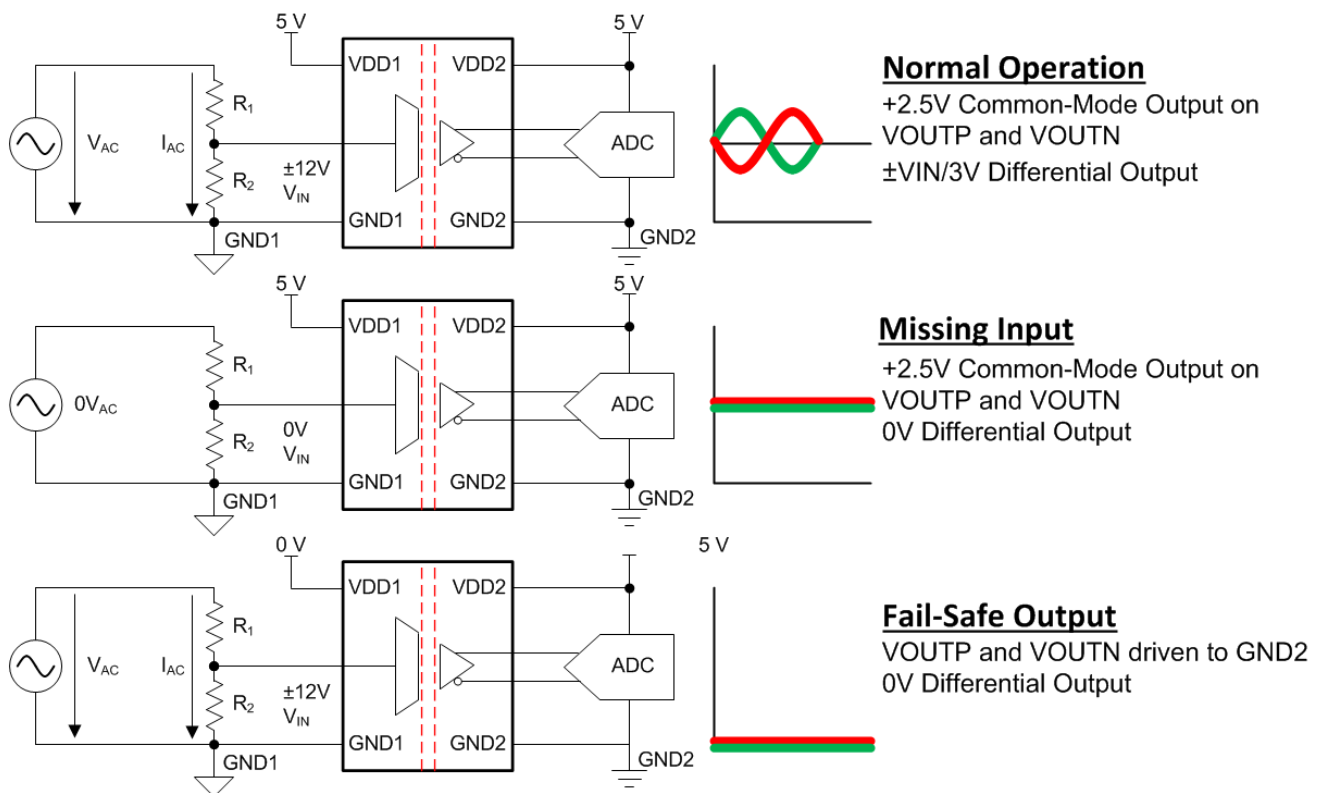 5 V
5 V
VDD1
VDD2
R1
VAC
IAC
ADC
R2
±12V
VIN
GND1
GND2
GND1
GND2
Normal Operation
+2.5V Common-Mode Output on
VOUTP and VOUTN
±VIN/3V Differential Output
5 V
5 V
VDD1
VDD2
R1
0VAC
ADC
R2
0V
VIN
GND1
GND2
GND1
GND2
Missing Input
+2.5V Common-Mode Output on
VOUTP and VOUTN
0V Differential Output
0 V
5 V
VDD1
VDD2
R1
VAC
IAC
ADC
R2
±12V
VIN
GND1
GND2
GND1
GND2
Fail-Safe Output
VOUTP and VOUTN driven to GND2
0V Differential Output